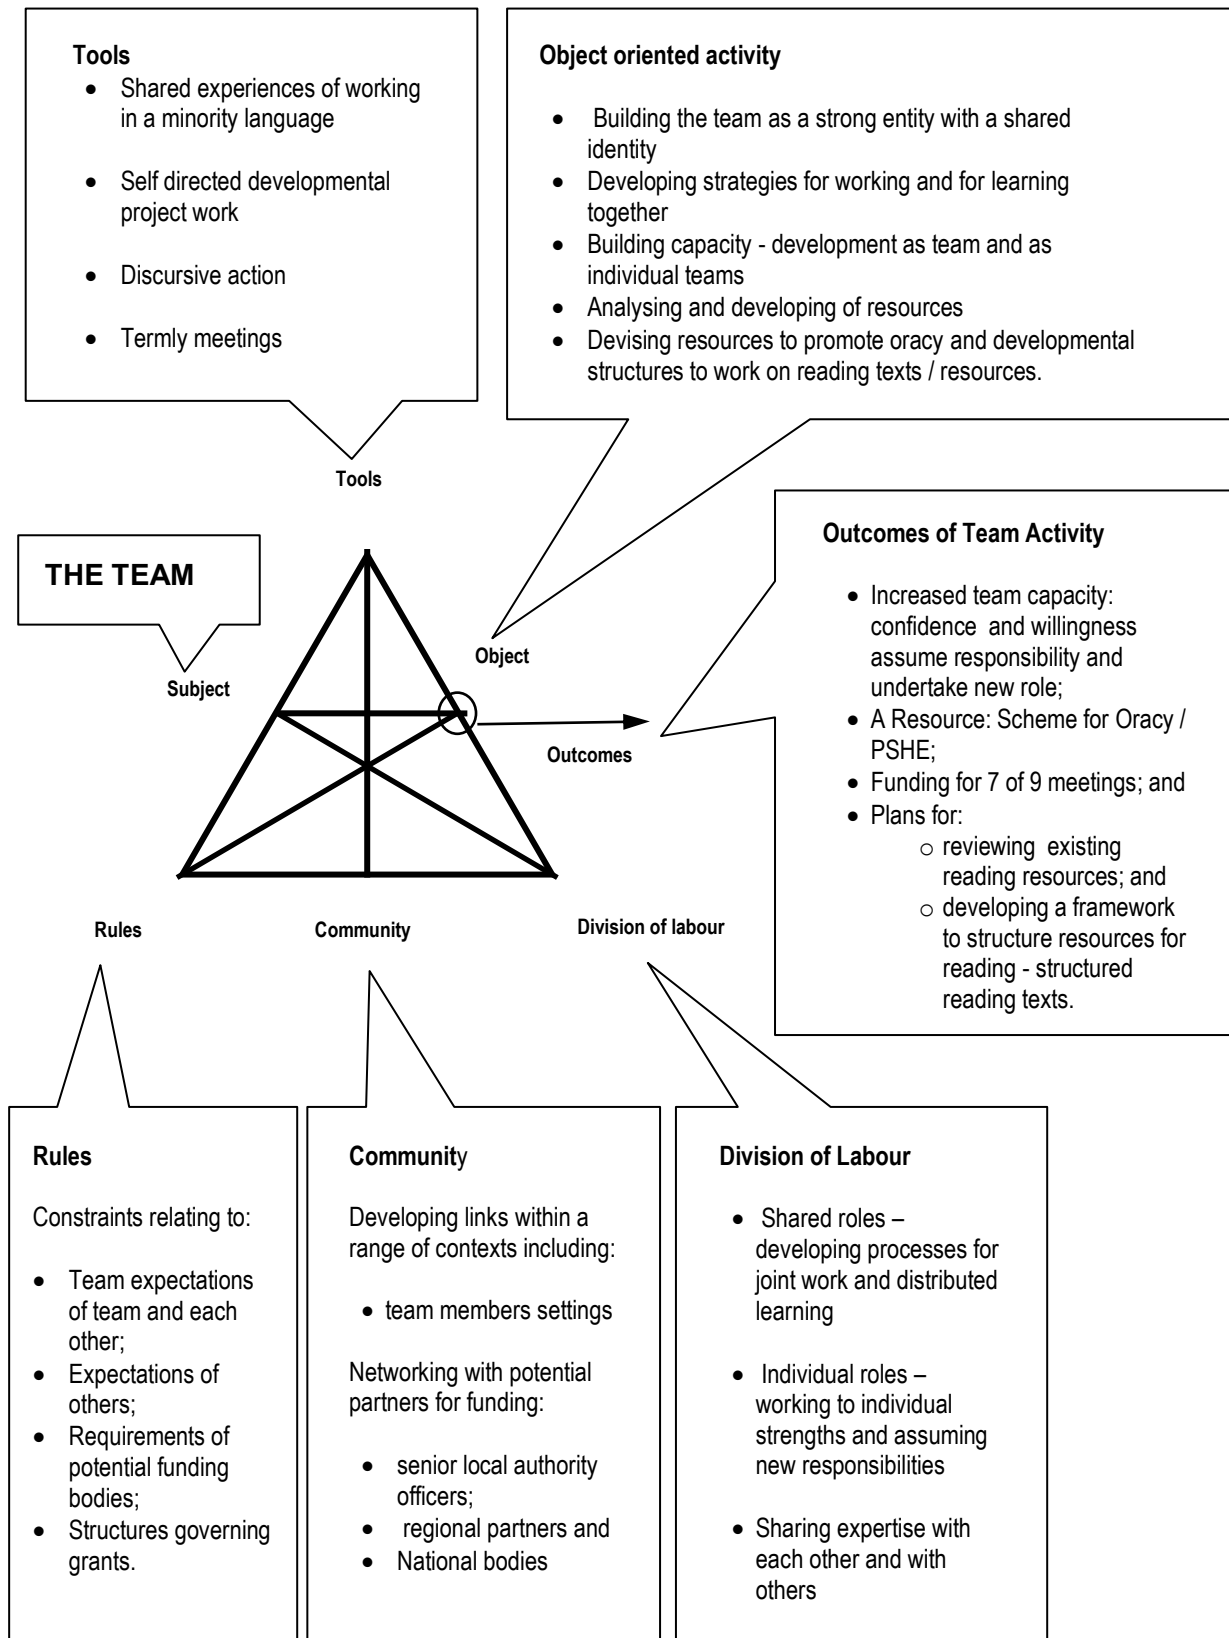 Tools
• Shared experiences of working
in a minority language
• Self directed developmental
project work
• Discursive action
• Termly meetings
Object oriented activity
• Building the team as a strong entity with a shared
identity
• Developing strategies for working and for learning
together
• Building capacity - development as team and as
individual teams
• Analysing and developing of resources
• Devising resources to promote oracy and developmental
structures to work on reading texts / resources.
Tools
THE TEAM
Subject
Object
Outcomes
Outcomes of Team Activity
• Increased team capacity:
confidence and willingness
assume responsibility and
undertake new role;
• A Resource: Scheme for Oracy /
PSHE;
• Funding for 7 of 9 meetings; and
• Plans for:
o reviewing existing
reading resources; and
o developing a framework
to structure resources for
reading - structured
reading texts.
Rules
Community
Division of labour
Rules
Constraints relating to:
• Team expectations
of team and each
other;
• Expectations of
others;
• Requirements of
potential funding
bodies;
• Structures governing
grants.
Community
Developing links within a
range of contexts including:
• team members settings
Networking with potential
partners for funding:
• senior local authority
officers;
• regional partners and
• National bodies
Division of Labour
• Shared roles –
developing processes for
joint work and distributed
learning
• Individual roles –
working to individual
strengths and assuming
new responsibilities
• Sharing expertise with
each other and with
others